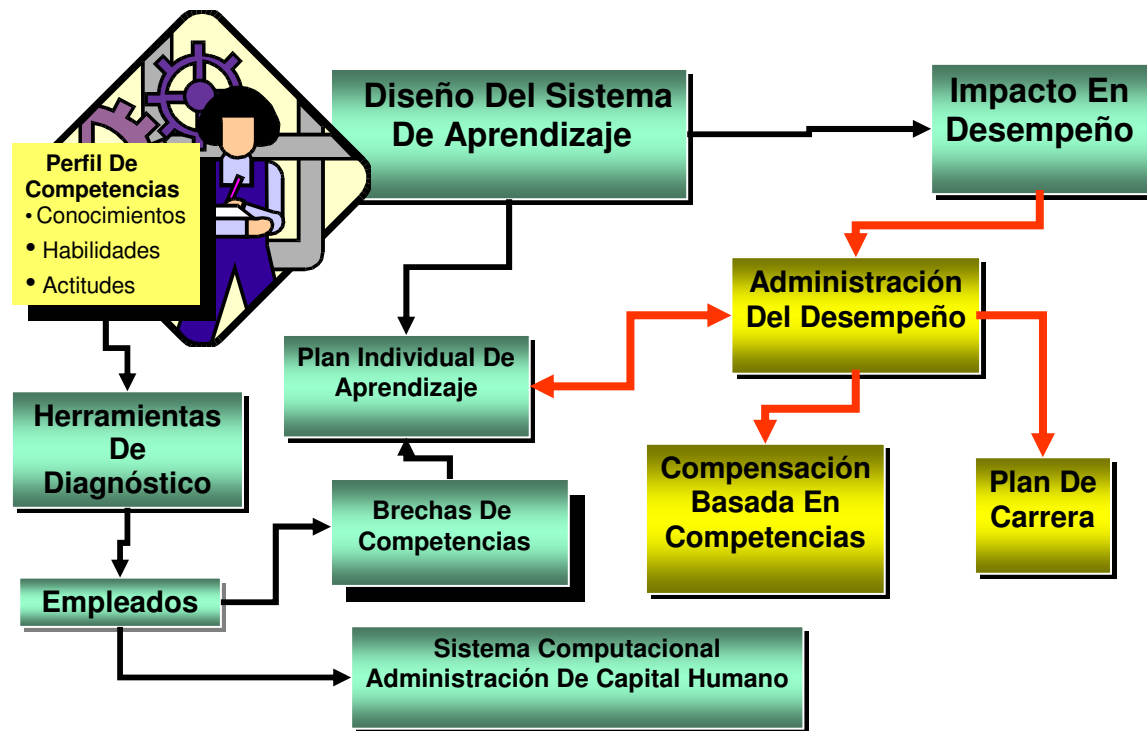 Diseño Del Sistema
De Aprendizaje
Impacto En
Desempeño
Perfil De
Competencias
• Conocimientos
• Habilidades
• Actitudes
Administración
Del Desempeño
Plan Individual De
Aprendizaje
Herramientas
De
Diagnóstico
Compensación
Basada En
Competencias
Plan De
Carrera
Brechas De
Competencias
Empleados
Sistema Computacional
Administración De Capital Humano